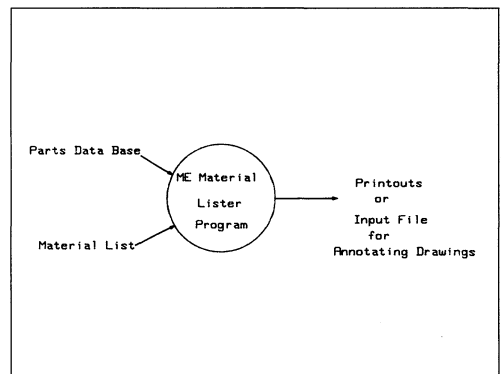 Parts Data Base
Material List
ME Material
Lister
Program
Printouts
or
Input File
for
Annotating Drawings